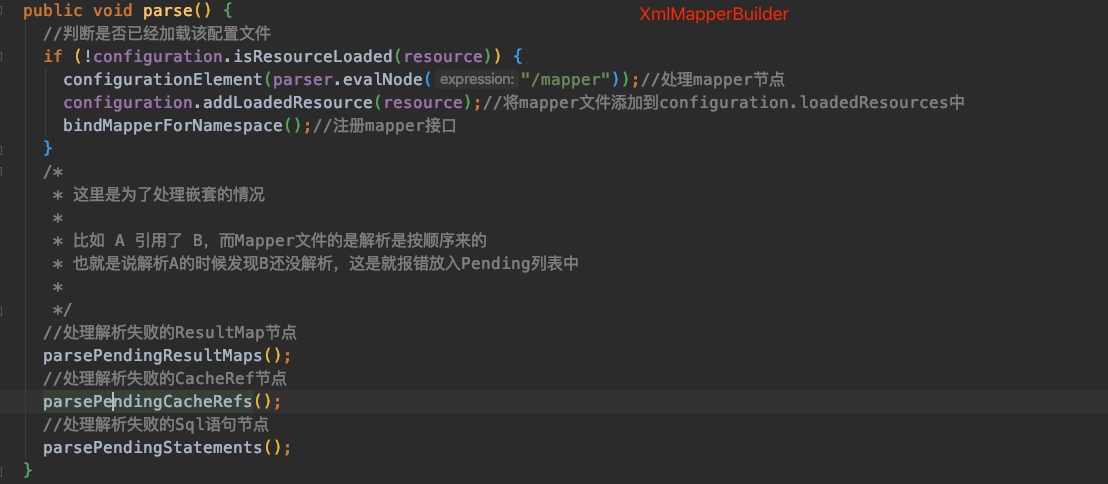 public void parse() {
XmlMapperBuilder
//判断是否已经加载该配置文件
if (!configuration.isResourceLoaded(resource)) {
configurationElement(parser.evalNode( expression: "/mapper"));//处理mapper节点
configuration.addLoadedResource(resource);//将mapper文件添加到configuration.loadedResources中
bindMapperForNamespace();//注册mapper接口
}
/*
* 这里是为了处理嵌套的情况
*
* 比如 A 引用了 B，而Mapper文件的是解析是按顺序来的
* 也就是说解析A的时候发现B还没解析，这是就报错放入Pending列表中
*
*/
//处理解析失败的ResultMap节点
parsePendingResultMaps();
//处理解析失败的CacheRef节点
parsePendingCacheRefs();
//处理解析失败的Sql语句节点
parsePendingStatements();
}